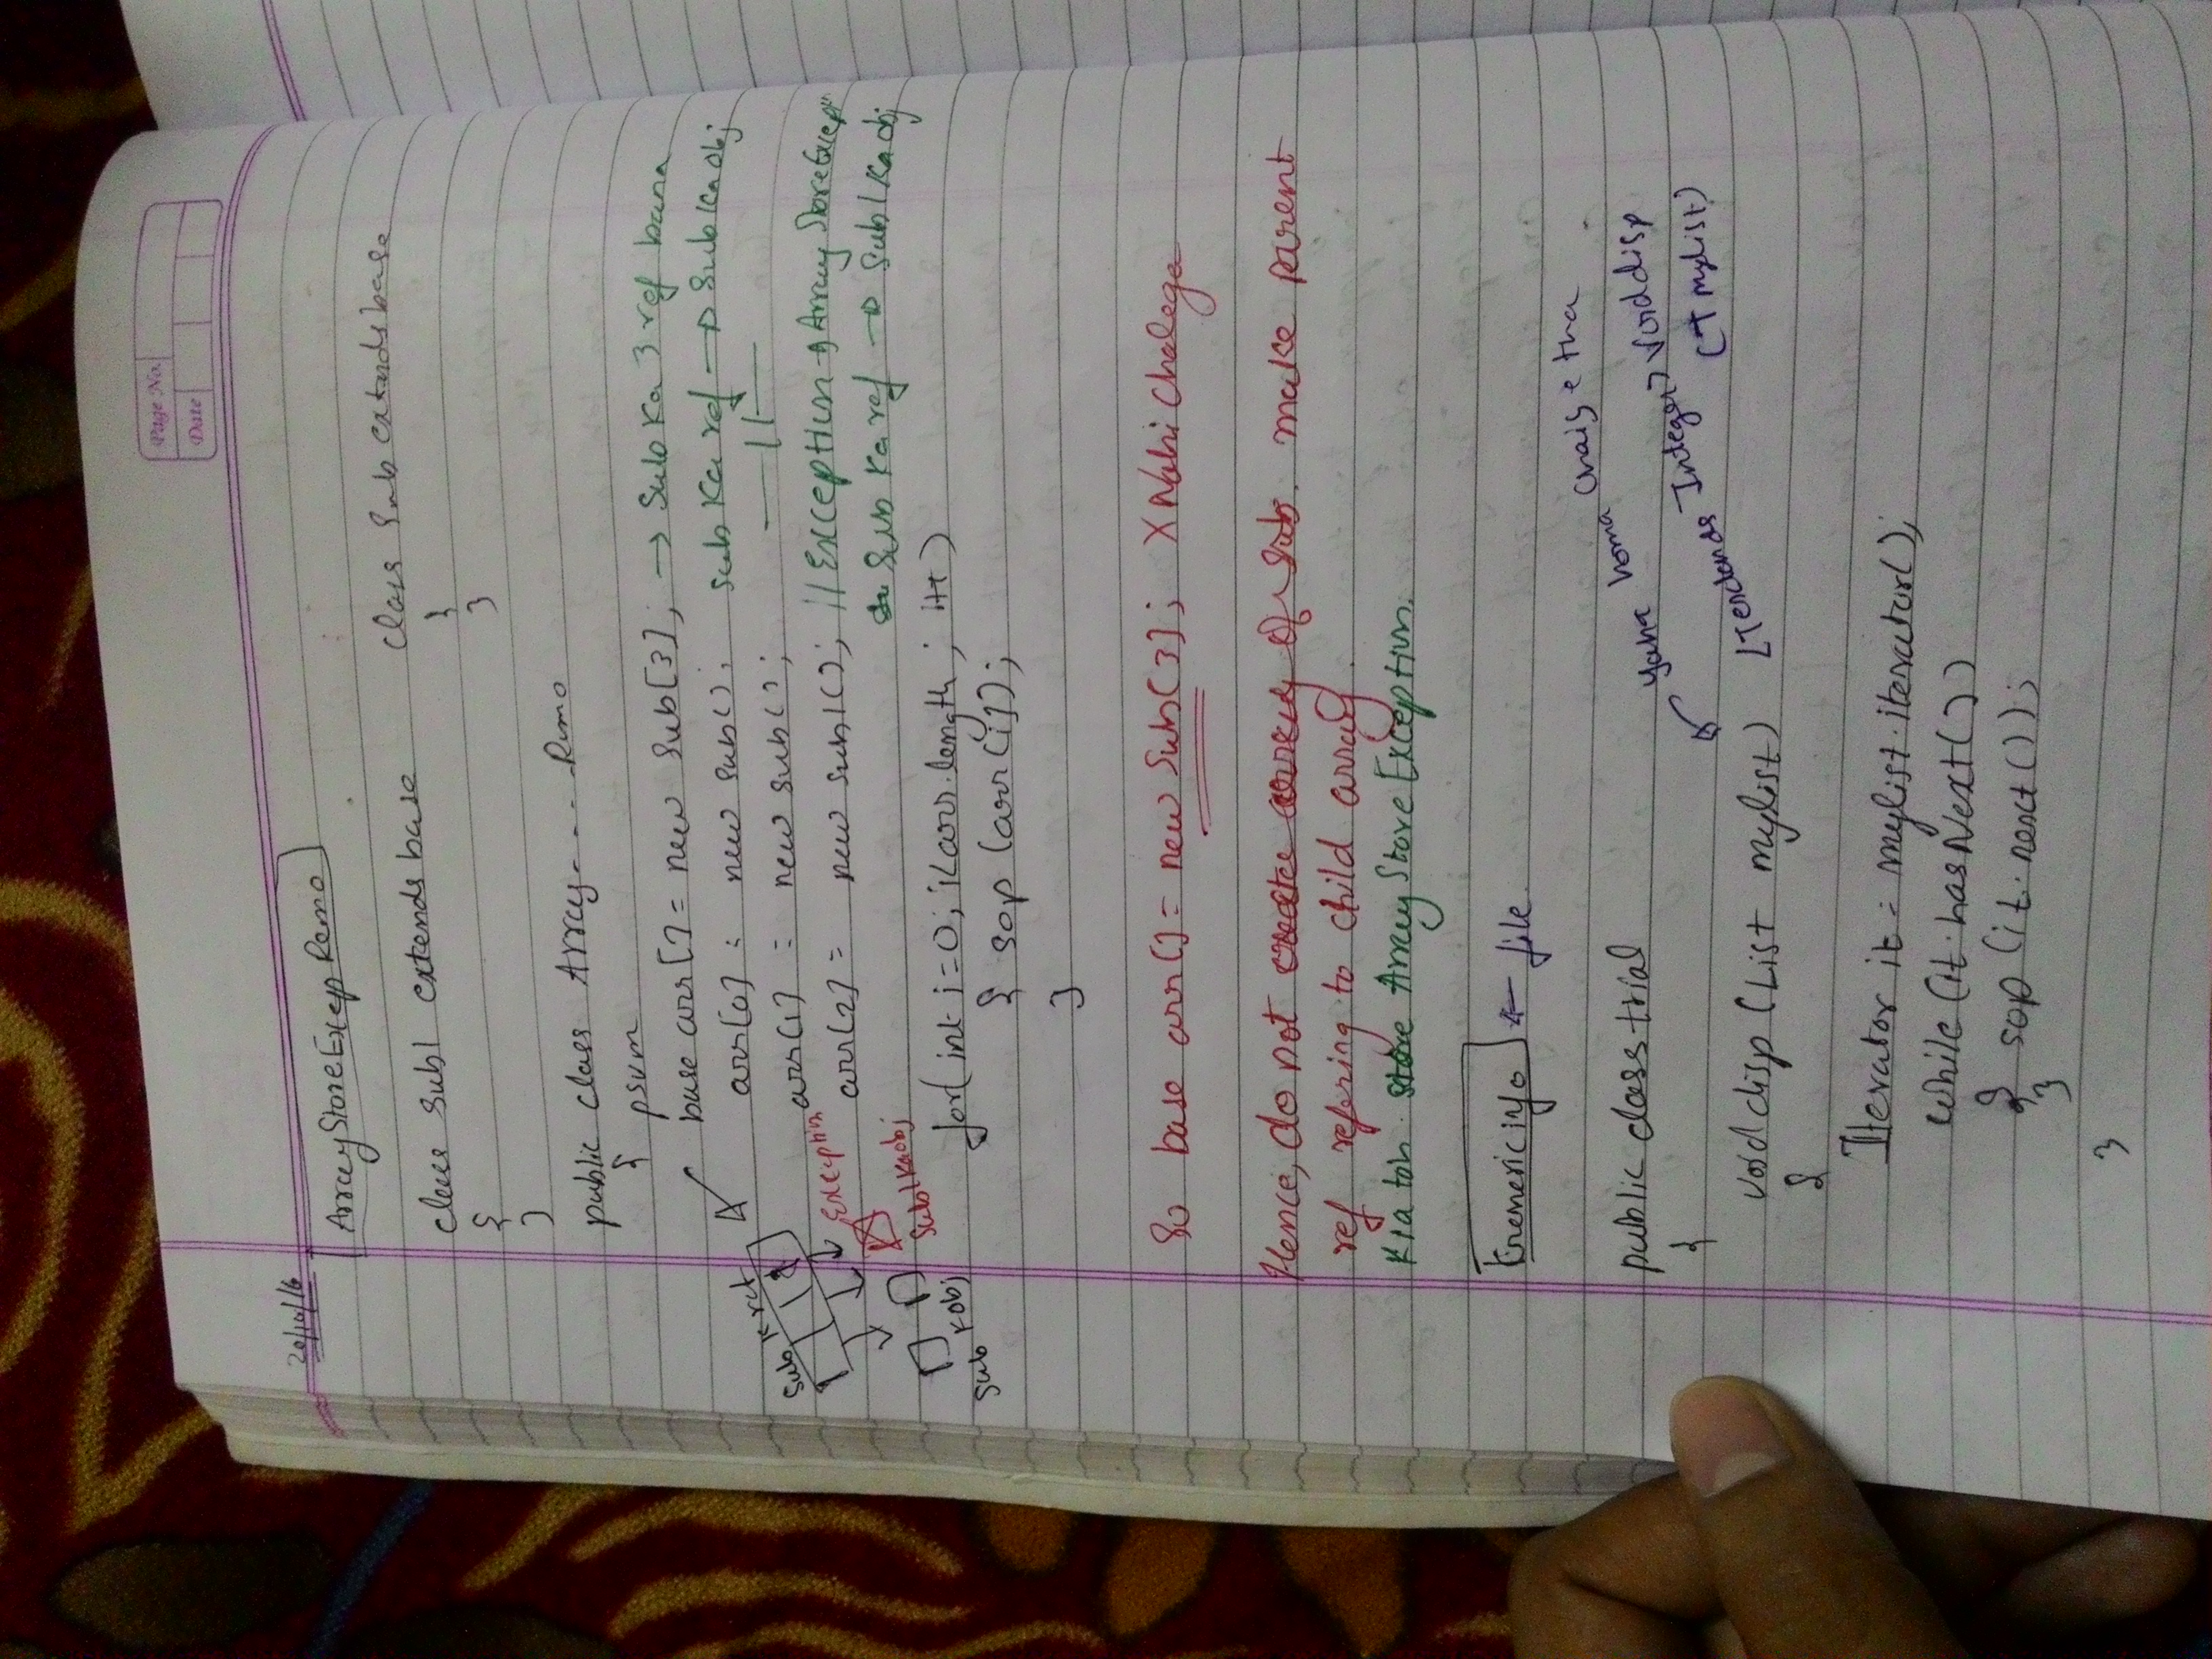 Page No.
Date
20/10/16
ArrayStoreExcepDemo
class Sub1 extends base class Sub extends base
{ }
} }
public class Array- - - - Demo
{ psvm
base arr[] = new Sub[3]; → Sub Ka 3 ref bana
arr[0] = new sub(); sub Ka ref → Sub Ka obj
arr[1] = new sub(); —||—
arr[2] = new sub1(); // Exception → ArrayStoreExcep
Sub Ka ref → Sub1 Ka obj
Sub K ref
Exception
Sub1 Ka obj
Sub K obj
for(int i=0; i<arr.length; i++)
{ sop (arr[i]);
}
So base arr[] = new Sub[3]; X Nahi Chalega
Hence, do not create array of Sub. make parent
ref refering to child array.
Kia toh store ArrayStoreException.
Genericinfo ← file.
public class trial
{
yaha hona chaiye tha
<T extends Integer> Void disp
(T mylist)
void disp (List mylist)
{
Iterator it = mylist.iterator();
while (it.hasNext())
{ sop (it.next());
}
}